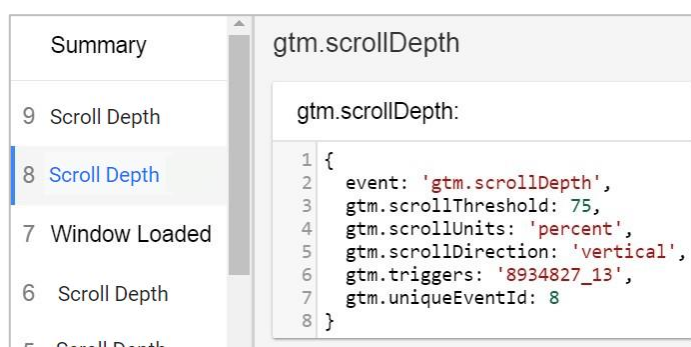 Summary
9 Scroll Depth
8 Scroll Depth
7 Window Loaded
6 Scroll Depth
gtm.scrollDepth
gtm.scrollDepth:
1 {
2 event: 'gtm.scrollDepth',
3 gtm.scrollThreshold: 75,
4 gtm.scrollUnits: 'percent',
5 gtm.scrollDirection: 'vertical',
6 gtm.triggers: '8934827_13',
7 gtm.uniqueEventId: 8
8 }